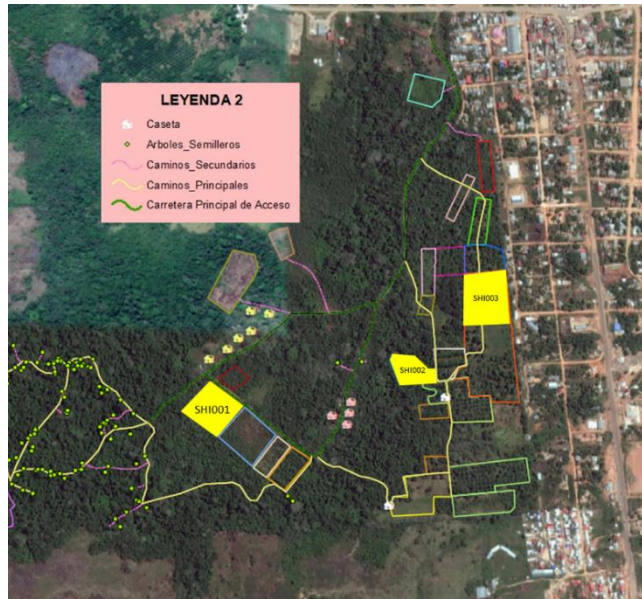 LEYENDA 2
Caseta
Arboles_Semilleros
Caminos_Secundarios
Caminos_Principales
Carretera Principal de Acceso
SHI003
SHI002
SHI001